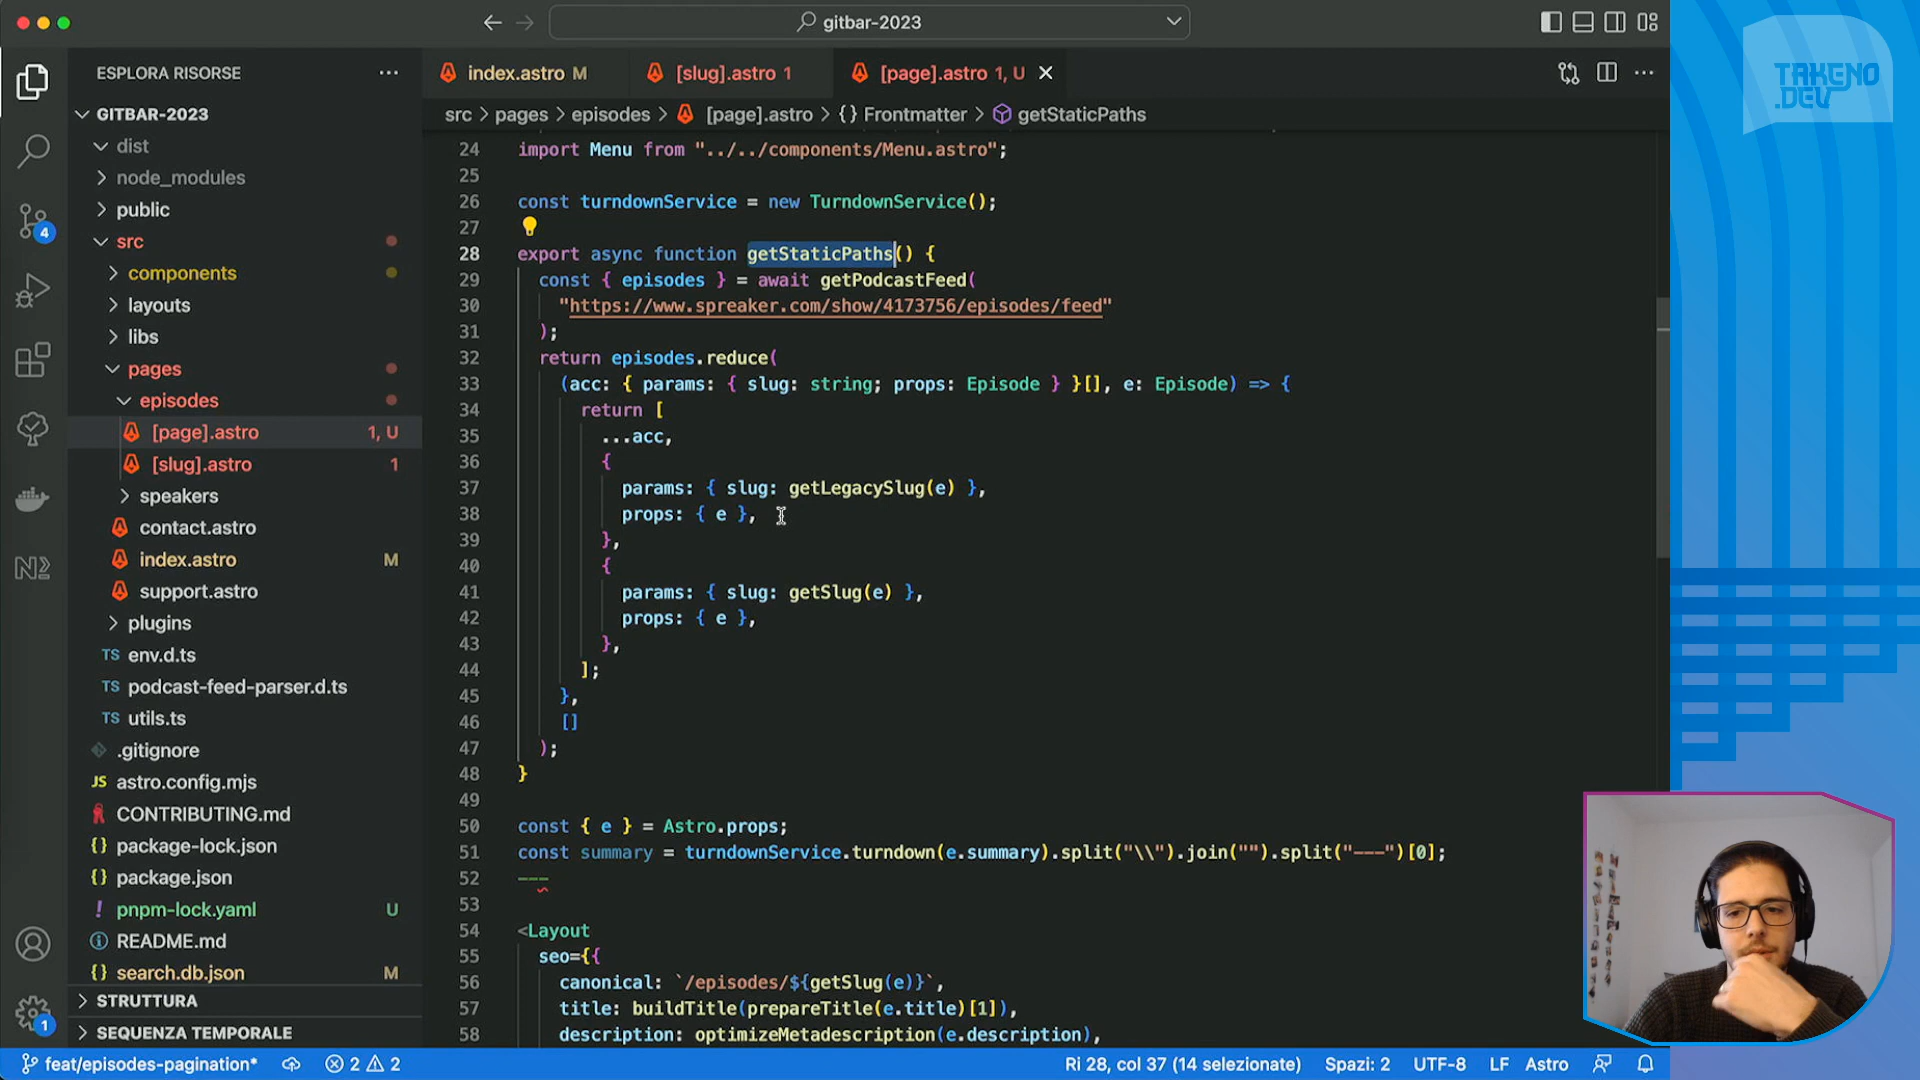 gitbar-2023
ESPLORA RISORSE
GITBAR-2023
dist
node_modules
public
src
components
layouts
libs
pages
episodes
[page].astro 1, U
[slug].astro 1
speakers
contact.astro
index.astro M
support.astro
plugins
TS env.d.ts
TS podcast-feed-parser.d.ts
TS utils.ts
.gitignore
JS astro.config.mjs
CONTRIBUTING.md
{} package-lock.json
{} package.json
! pnpm-lock.yaml U
README.md
{} search.db.json M
STRUTTURA
SEQUENZA TEMPORALE
4
1
index.astro M
[slug].astro 1
[page].astro 1, U
src > pages > episodes > [page].astro > {} Frontmatter > getStaticPaths
24 import Menu from "../../components/Menu.astro";
25
26 const turndownService = new TurndownService();
27
28 export async function getStaticPaths() {
29 const { episodes } = await getPodcastFeed(
30 "https://www.spreaker.com/show/4173756/episodes/feed"
31 );
32 return episodes.reduce(
33 (acc: { params: { slug: string; props: Episode } }[], e: Episode) => {
34 return [
35 ...acc,
36 {
37 params: { slug: getLegacySlug(e) },
38 props: { e },
39 },
40 {
41 params: { slug: getSlug(e) },
42 props: { e },
43 },
44 ];
45 },
46 []
47 );
48 }
49
50 const { e } = Astro.props;
51 const summary = turndownService.turndown(e.summary).split("\\").join("").split("---")[0];
52 ---
53
54 <Layout
55 seo={{
56 canonical: `/episodes/${getSlug(e)}`,
57 title: buildTitle(prepareTitle(e.title)[1]),
58 description: optimizeMetadescription(e.description),
feat/episodes-pagination* 2 2
Ri 28, col 37 (14 selezionate) Spazi: 2 UTF-8 LF Astro
TAKENO
.DEV